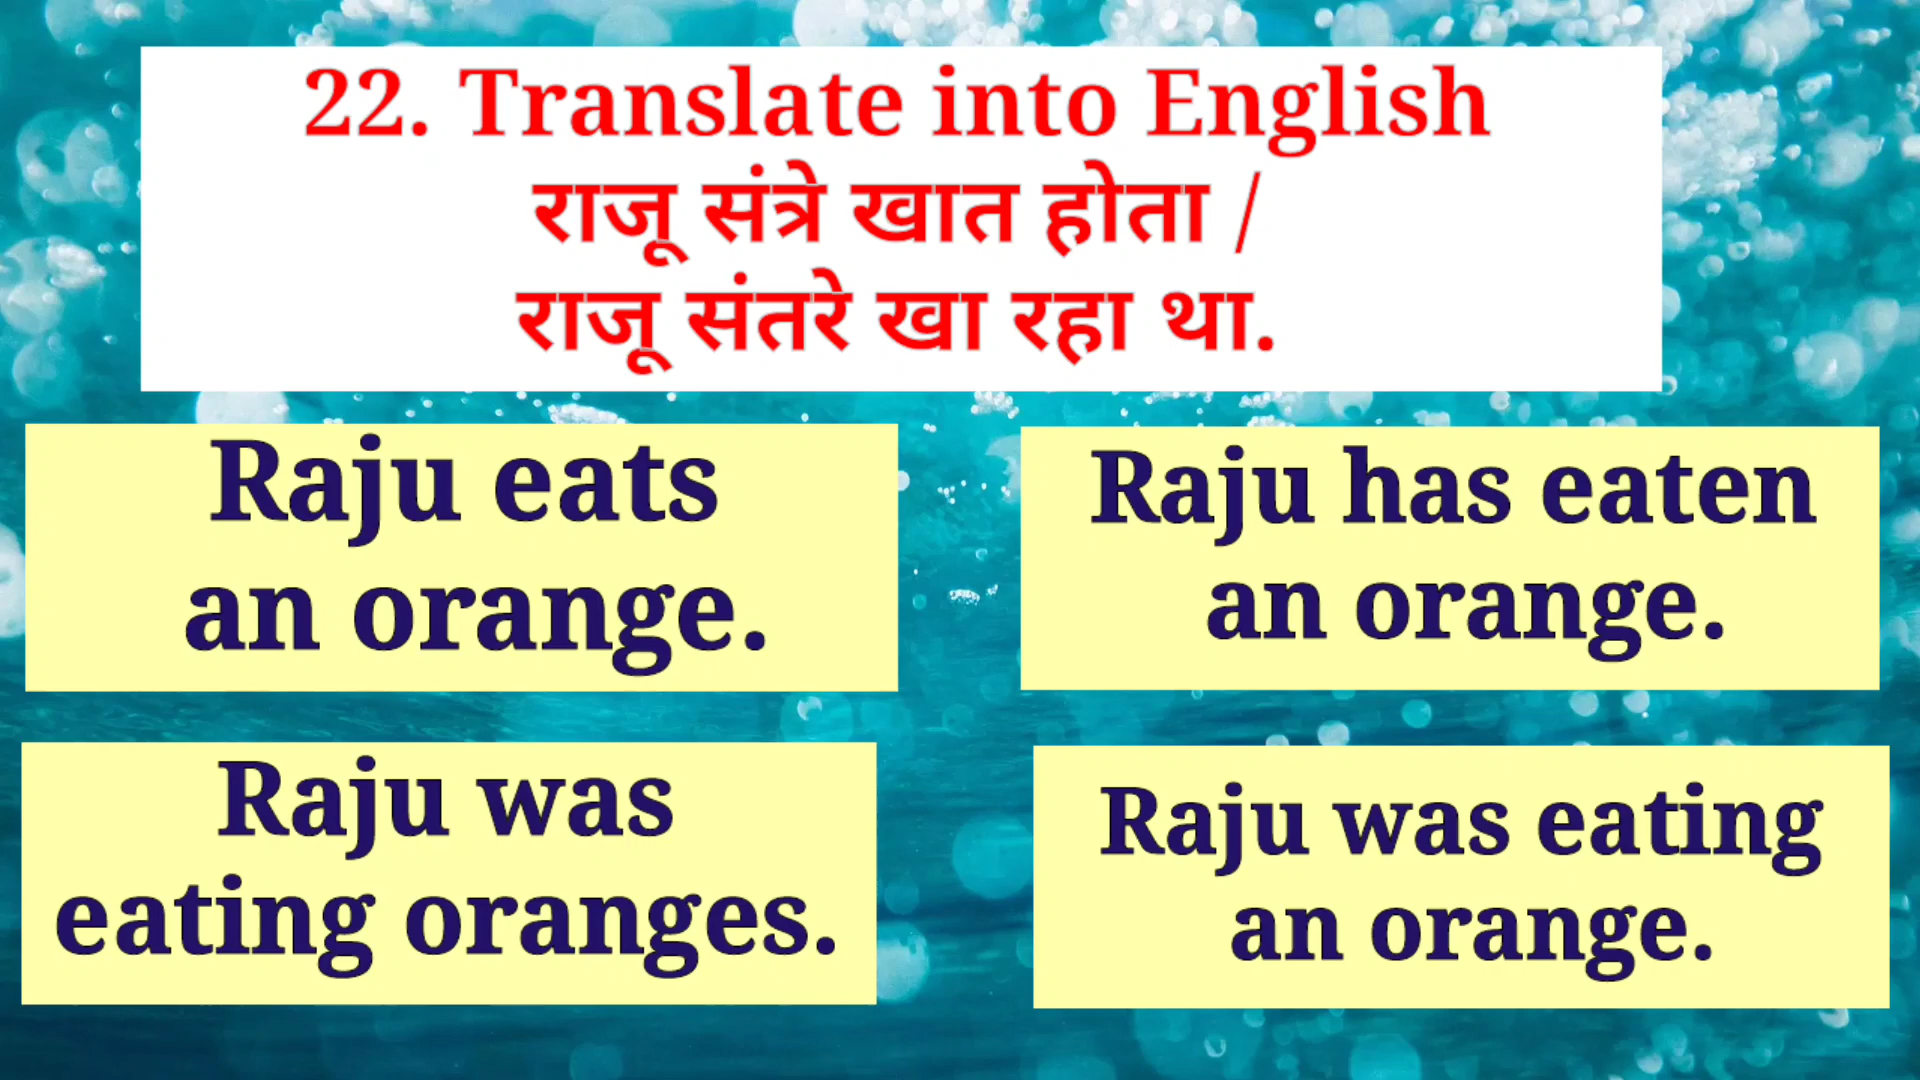 22. Translate into English
राजू संत्रे खात होता /
राजू संतरे खा रहा था.
Raju eats
an orange.
Raju has eaten
an orange.
Raju was
eating oranges.
Raju was eating
an orange.